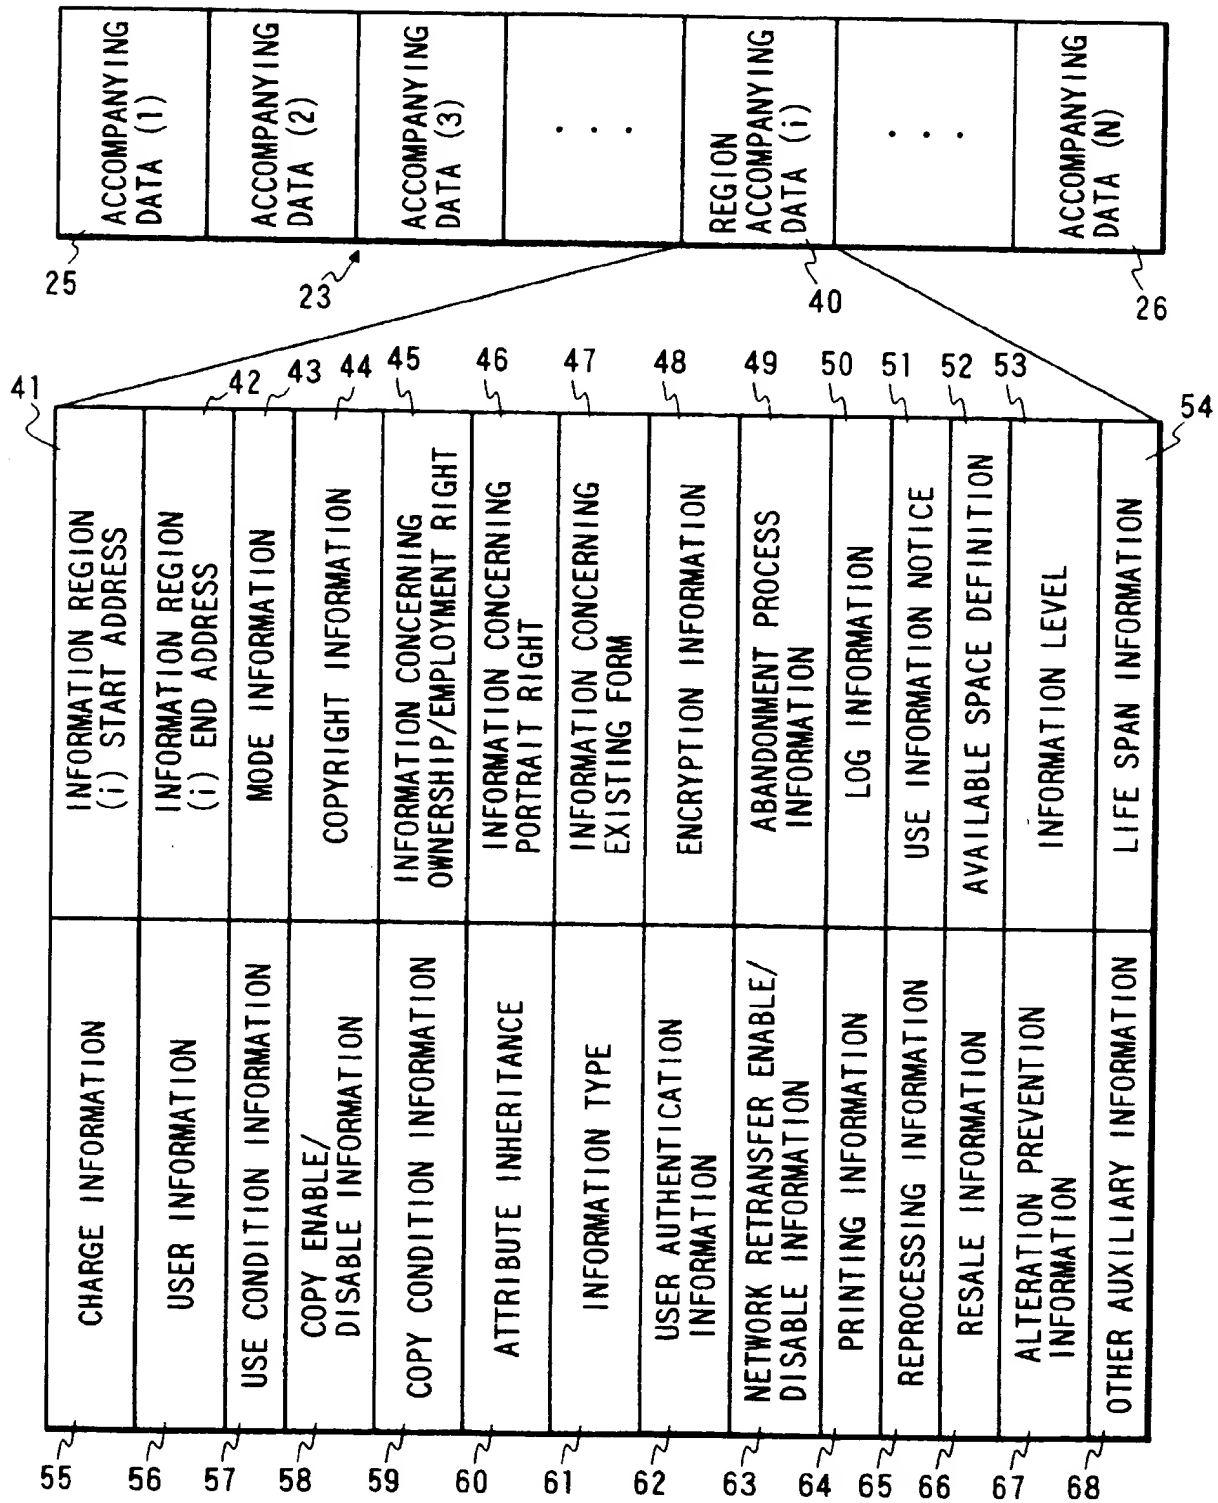 25
ACCOMPANYING
DATA (1)
ACCOMPANYING
DATA (2)
23
ACCOMPANYING
DATA (3)
. . .
REGION
ACCOMPANYING
DATA (i)
40
. . .
ACCOMPANYING
DATA (N)
26
41
INFORMATION REGION
(i) START ADDRESS
42
INFORMATION REGION
(i) END ADDRESS
43
MODE INFORMATION
44
COPYRIGHT INFORMATION
45
INFORMATION CONCERNING
OWNERSHIP/EMPLOYMENT RIGHT
46
INFORMATION CONCERNING
PORTRAIT RIGHT
47
INFORMATION CONCERNING
EXISTING FORM
48
ENCRYPTION INFORMATION
49
ABANDONMENT PROCESS
INFORMATION
50
LOG INFORMATION
51
USE INFORMATION NOTICE
52
AVAILABLE SPACE DEFINITION
53
INFORMATION LEVEL
54
LIFE SPAN INFORMATION
55
CHARGE INFORMATION
56
USER INFORMATION
57
USE CONDITION INFORMATION
58
COPY ENABLE/
DISABLE INFORMATION
59
COPY CONDITION INFORMATION
60
ATTRIBUTE INHERITANCE
61
INFORMATION TYPE
62
USER AUTHENTICATION
INFORMATION
63
NETWORK RETRANSFER ENABLE/
DISABLE INFORMATION
64
PRINTING INFORMATION
65
REPROCESSING INFORMATION
66
RESALE INFORMATION
67
ALTERATION PREVENTION
INFORMATION
68
OTHER AUXILIARY INFORMATION